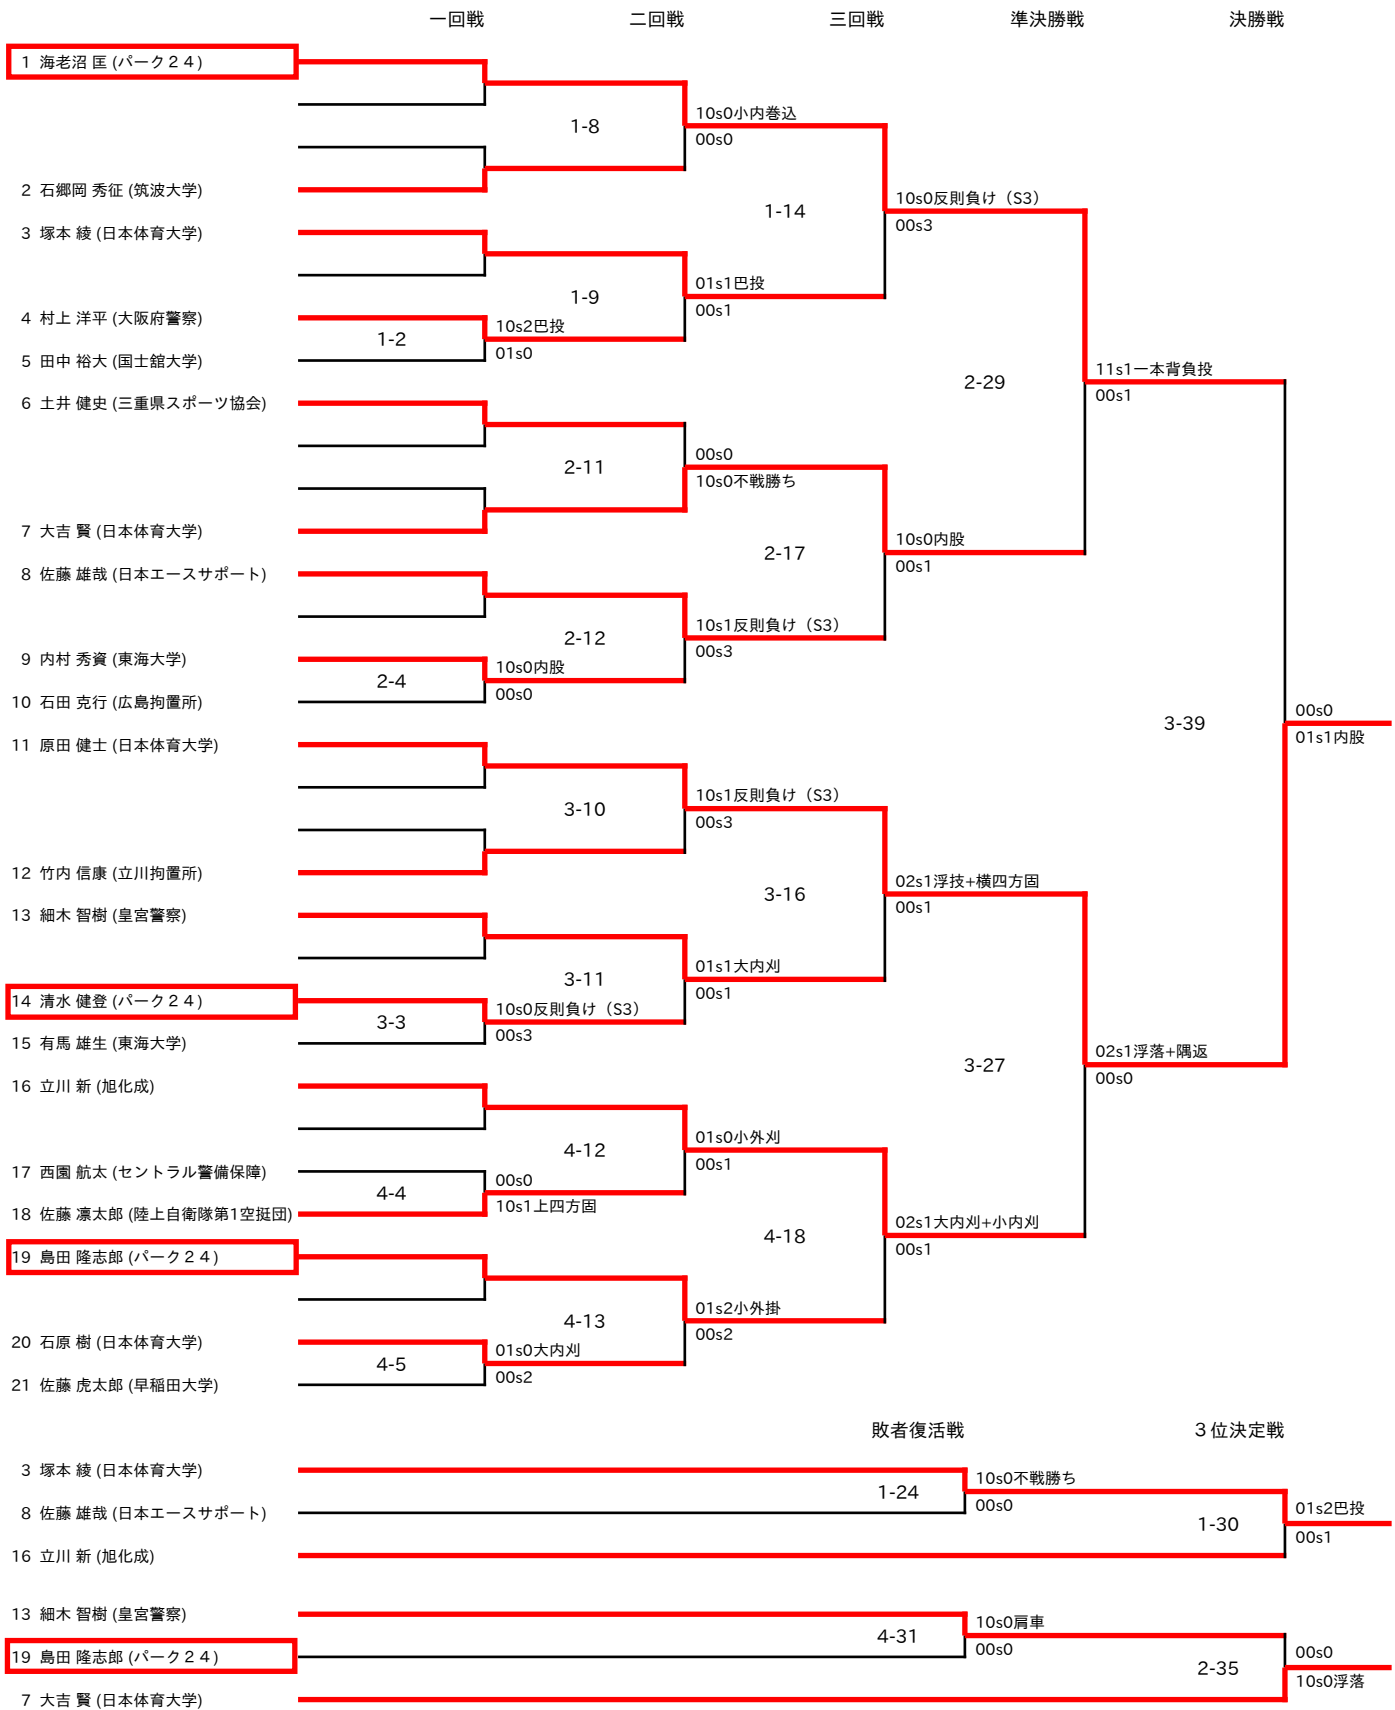 一回戦 二回戦 三回戦 準決勝戦 決勝戦
1 海老沼 匡 (パーク２４)
10s0小内巻込
1-8
00s0
2 石郷岡 秀征 (筑波大学)
10s0反則負け（S3）
1-14
00s3
3 塚本 綾 (日本体育大学)
01s1巴投
1-9
00s1
4 村上 洋平 (大阪府警察)
10s2巴投
1-2
01s0
5 田中 裕大 (国士舘大学)
11s1一本背負投
2-29
00s1
6 土井 健史 (三重県スポーツ協会)
00s0
2-11
10s0不戦勝ち
7 大吉 賢 (日本体育大学)
10s0内股
2-17
00s1
8 佐藤 雄哉 (日本エースサポート)
10s1反則負け（S3）
2-12
00s3
9 内村 秀資 (東海大学)
10s0内股
2-4
00s0
10 石田 克行 (広島拘置所)
00s0
3-39
01s1内股
11 原田 健士 (日本体育大学)
10s1反則負け（S3）
3-10
00s3
12 竹内 信康 (立川拘置所)
02s1浮技+横四方固
3-16
00s1
13 細木 智樹 (皇宮警察)
01s1大内刈
3-11
00s1
14 清水 健登 (パーク２４)
10s0反則負け（S3）
3-3
00s3
15 有馬 雄生 (東海大学)
02s1浮落+隅返
3-27
00s0
16 立川 新 (旭化成)
01s0小外刈
4-12
00s1
17 西園 航太 (セントラル警備保障)
00s0
4-4
10s1上四方固
18 佐藤 凛太郎 (陸上自衛隊第1空挺団)
02s1大内刈+小内刈
4-18
00s1
19 島田 隆志郎 (パーク２４)
01s2小外掛
4-13
00s2
20 石原 樹 (日本体育大学)
01s0大内刈
4-5
00s2
21 佐藤 虎太郎 (早稲田大学)
敗者復活戦 ３位決定戦
3 塚本 綾 (日本体育大学)
10s0不戦勝ち
1-24
00s0
8 佐藤 雄哉 (日本エースサポート)
01s2巴投
1-30
00s1
16 立川 新 (旭化成)
13 細木 智樹 (皇宮警察)
10s0肩車
4-31
00s0
19 島田 隆志郎 (パーク２４)
00s0
2-35
10s0浮落
7 大吉 賢 (日本体育大学)